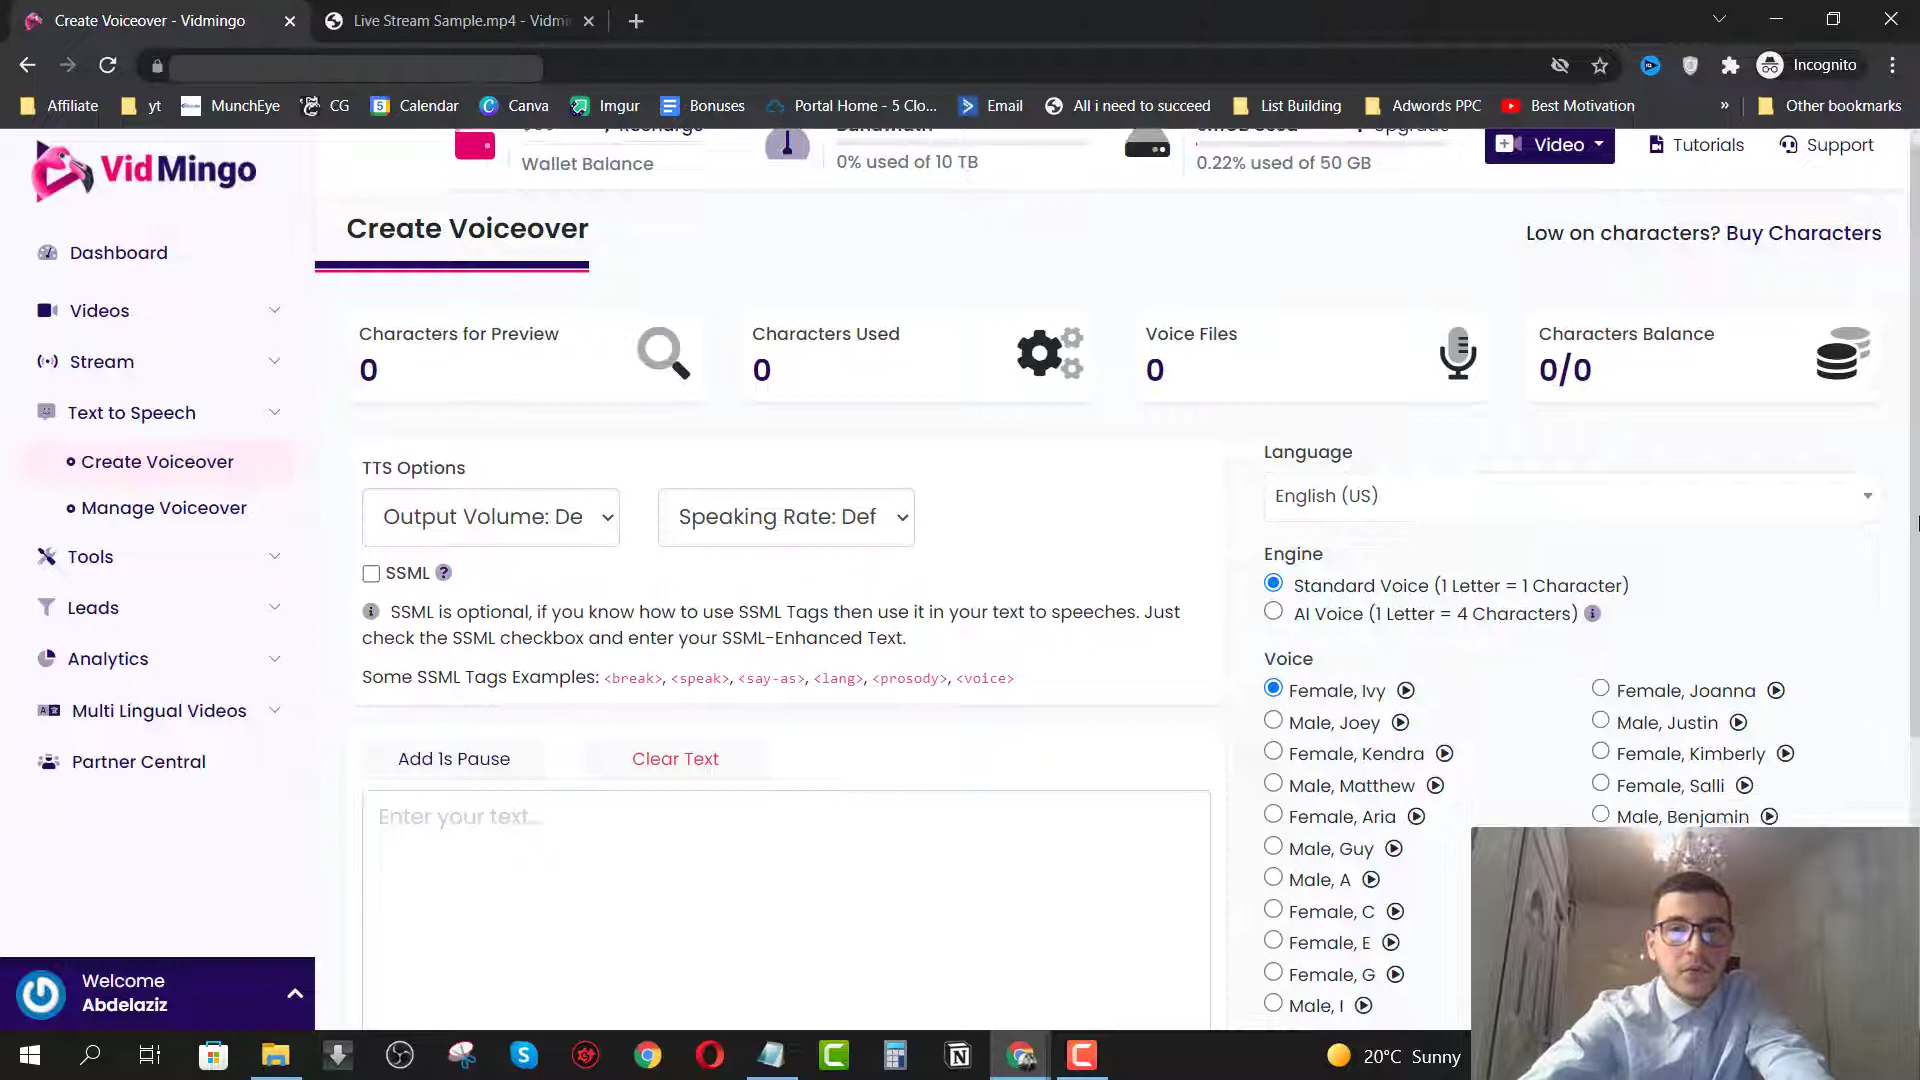 Create Voiceover - Vidmingo
Live Stream Sample.mp4 - Vidmi
Incognito
Affiliate
yt
MunchEye
CG
Calendar
Canva
Imgur
Bonuses
Portal Home - 5 Clo...
Email
All i need to succeed
List Building
Adwords PPC
Best Motivation
»
Other bookmarks
VidMingo
Wallet Balance
0% used of 10 TB
0.22% used of 50 GB
Video
Tutorials
Support
Create Voiceover
Low on characters? Buy Characters
Dashboard
Videos
Stream
Text to Speech
Create Voiceover
Manage Voiceover
Tools
Leads
Analytics
Multi Lingual Videos
Partner Central
Welcome
Abdelaziz
Characters for Preview
0
Characters Used
0
Voice Files
0
Characters Balance
0/0
TTS Options
Output Volume: De
Speaking Rate: Def
SSML ?
SSML is optional, if you know how to use SSML Tags then use it in your text to speeches. Just
check the SSML checkbox and enter your SSML-Enhanced Text.
Some SSML Tags Examples: <break>, <speak>, <say-as>, <lang>, <prosody>, <voice>
Add 1s Pause
Clear Text
Enter your text...
Language
English (US)
Engine
Standard Voice (1 Letter = 1 Character)
AI Voice (1 Letter = 4 Characters)
Voice
Female, Ivy
Female, Joanna
Male, Joey
Male, Justin
Female, Kendra
Female, Kimberly
Male, Matthew
Female, Salli
Female, Aria
Male, Benjamin
Male, Guy
Male, A
Female, C
Female, E
Female, G
Male, I
20°C Sunny